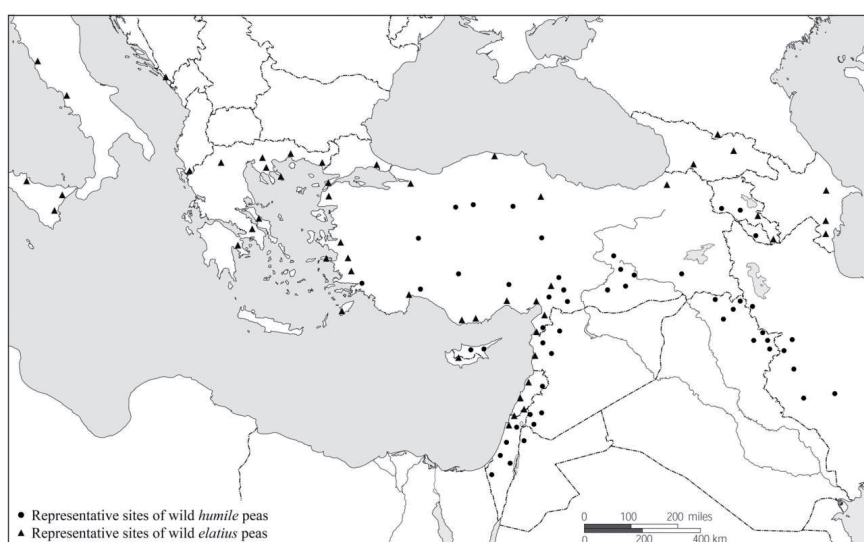 ● Representative sites of wild humile peas
▲ Representative sites of wild elatius peas
0 100 200 miles
0 200 400 km